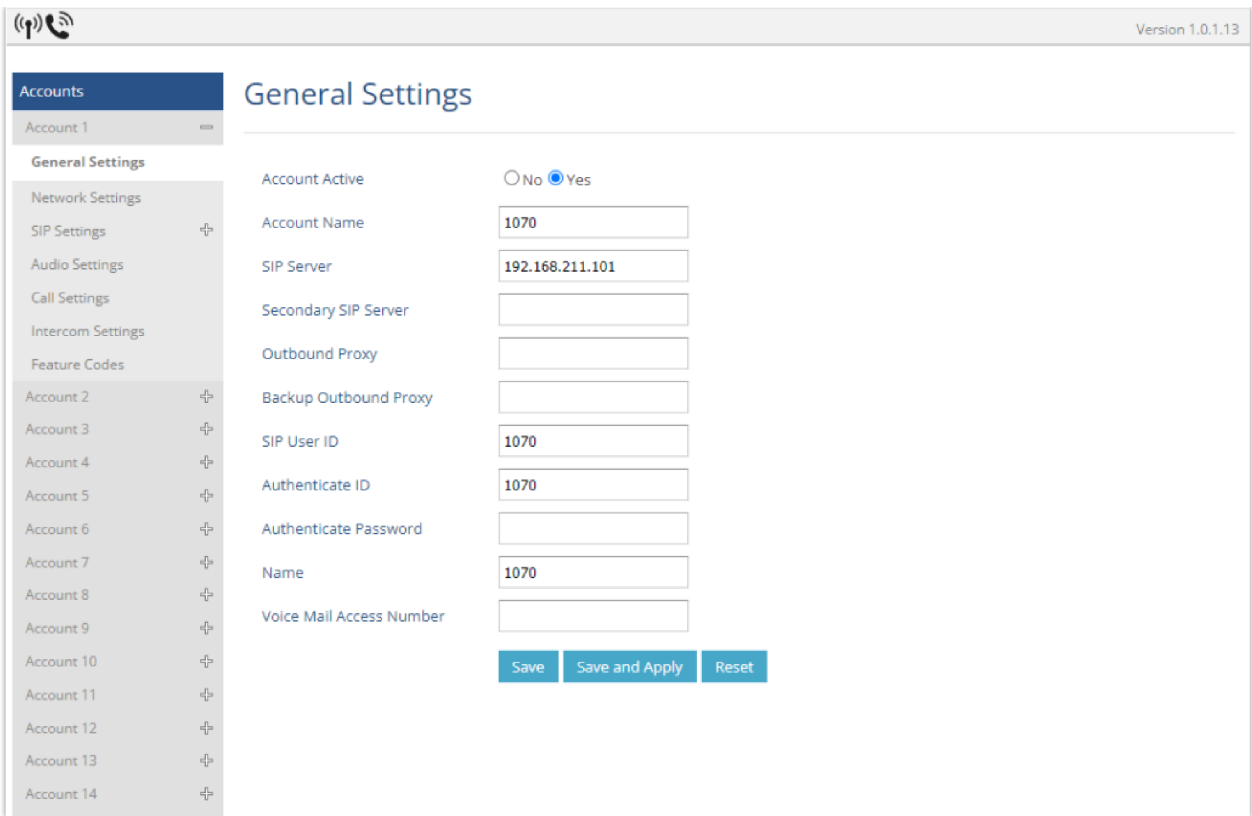 Version 1.0.1.13
Accounts
Account 1
General Settings
Network Settings
SIP Settings
Audio Settings
Call Settings
Intercom Settings
Feature Codes
Account 2
Account 3
Account 4
Account 5
Account 6
Account 7
Account 8
Account 9
Account 10
Account 11
Account 12
Account 13
Account 14
General Settings
Account Active No Yes
Account Name 1070
SIP Server 192.168.211.101
Secondary SIP Server
Outbound Proxy
Backup Outbound Proxy
SIP User ID 1070
Authenticate ID 1070
Authenticate Password
Name 1070
Voice Mail Access Number
Save Save and Apply Reset